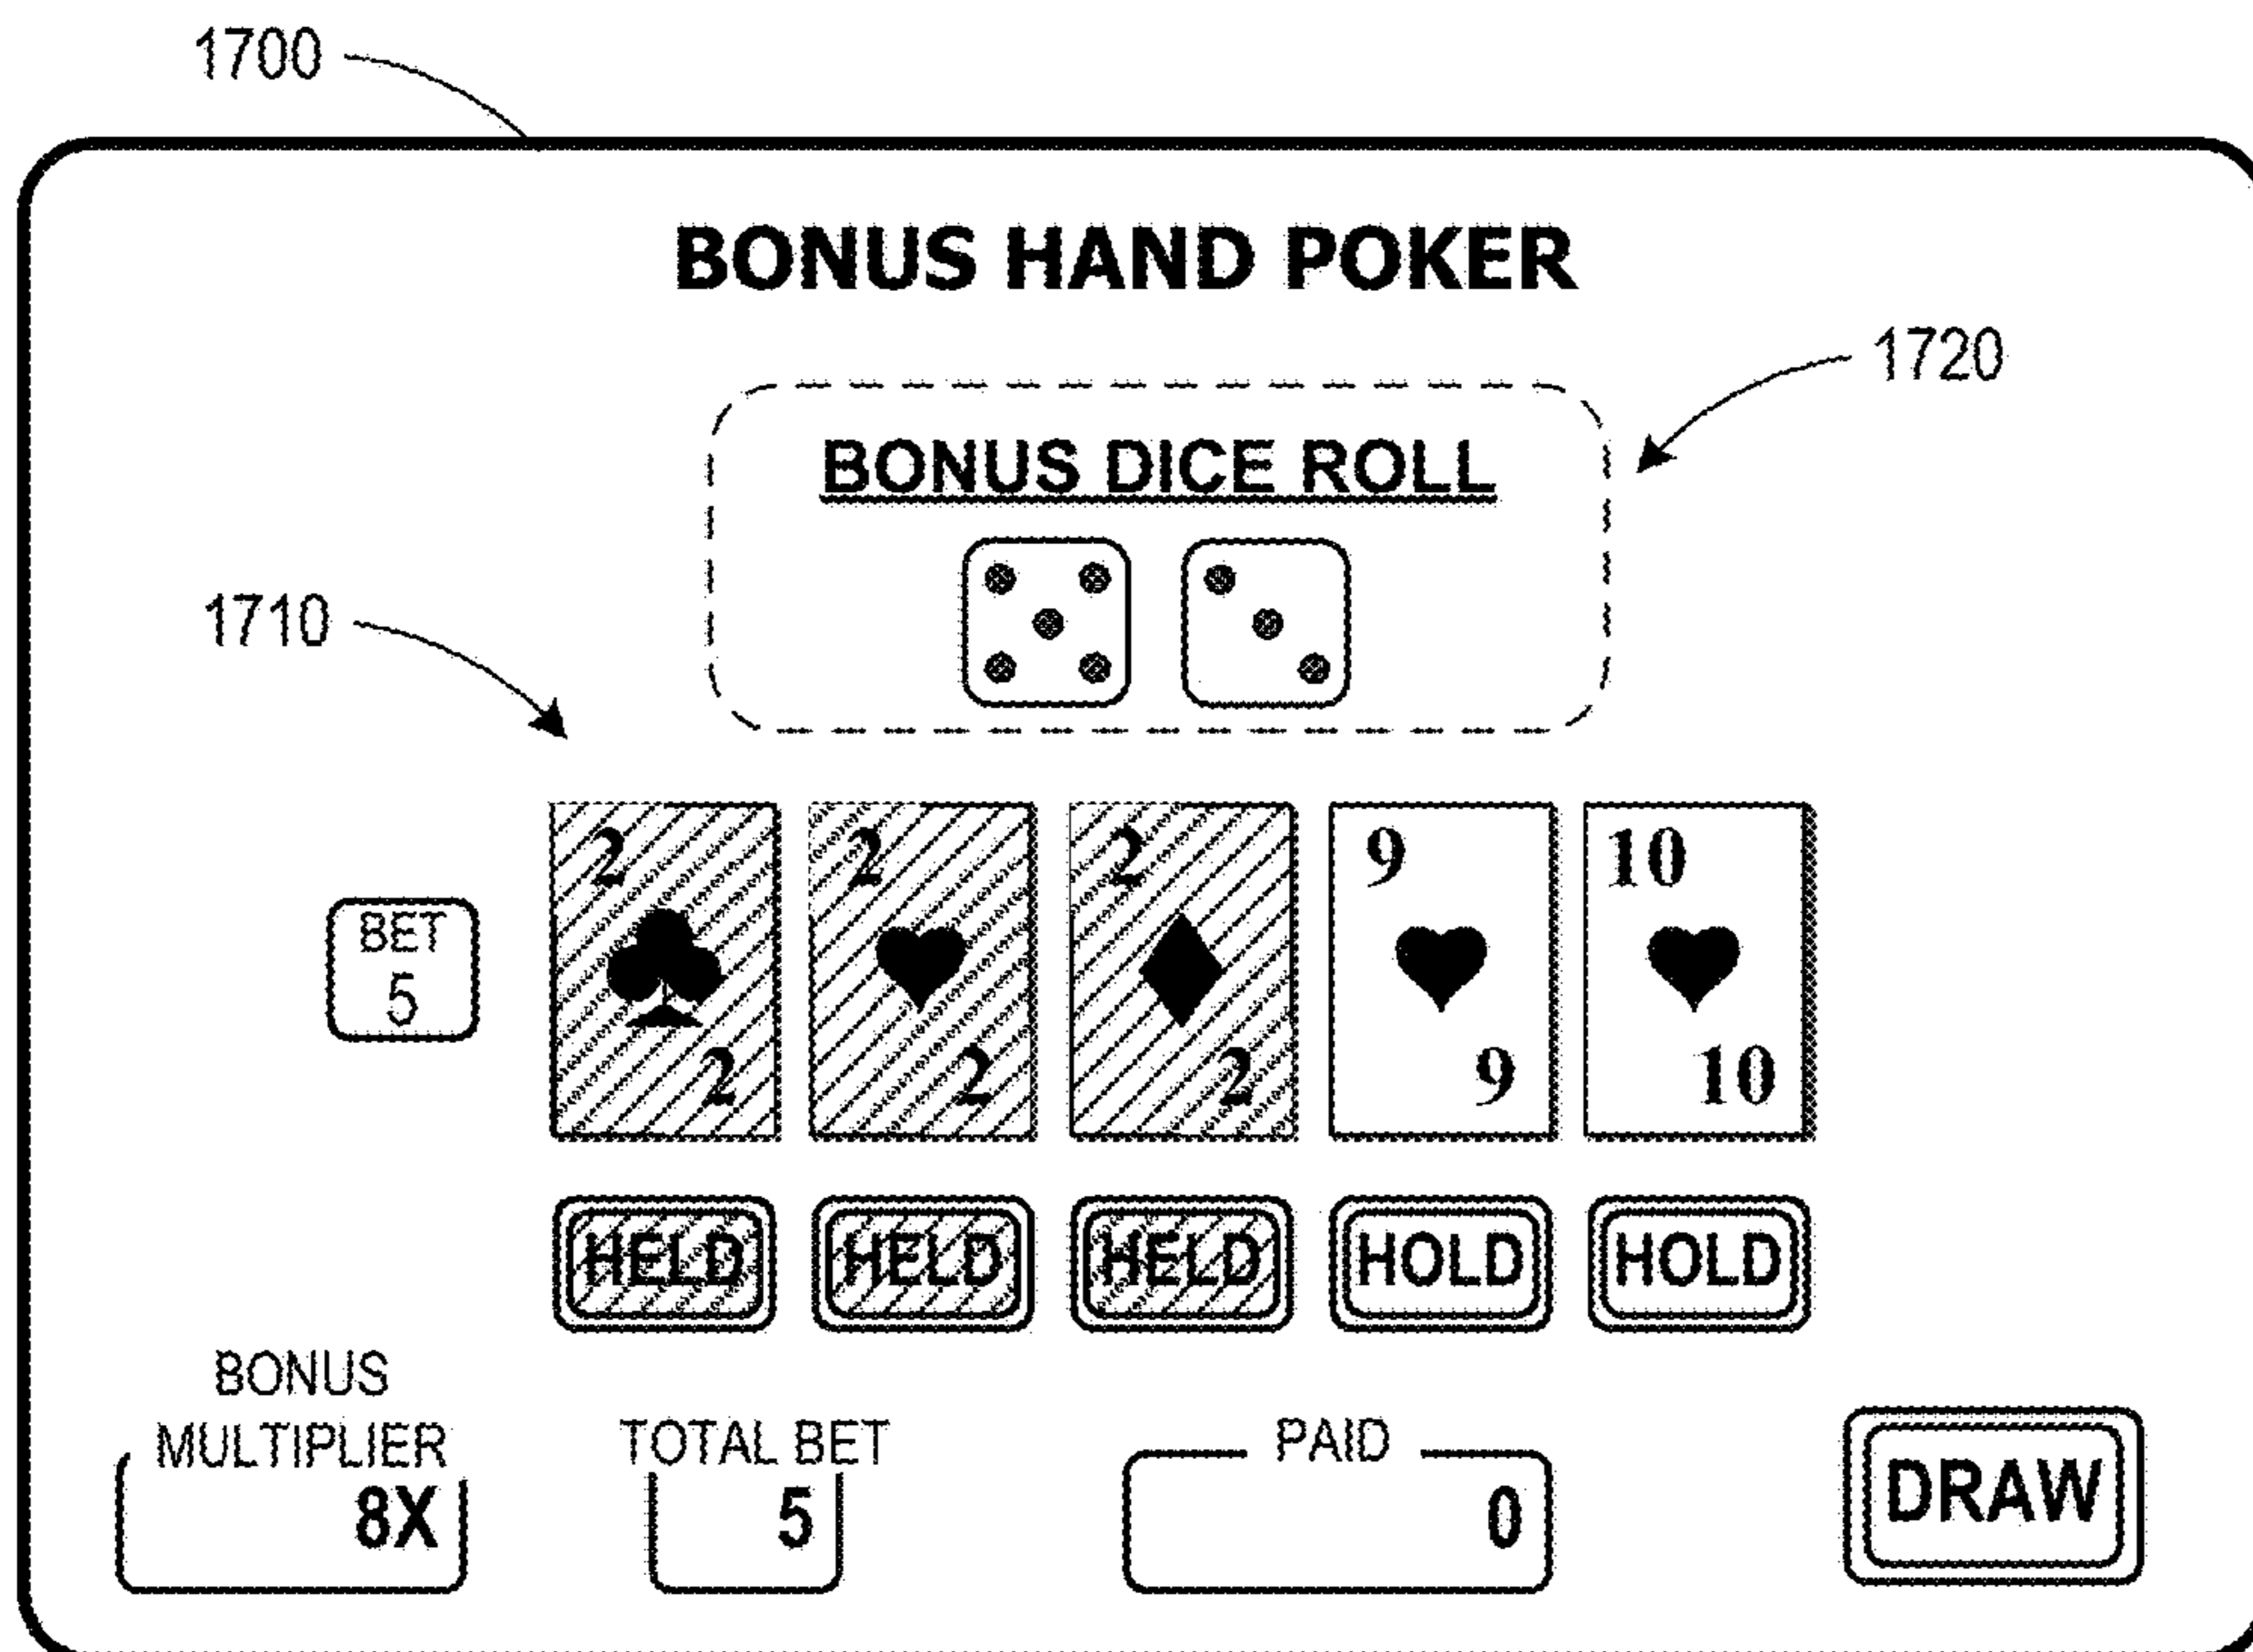 1700
BONUS HAND POKER
1720
BONUS DICE ROLL
1710
2 2 2 9 10
BET
5
2 2 2 9 10
HELD HELD HELD HOLD HOLD
BONUS
MULTIPLIER TOTAL BET PAID
8X 5 0 DRAW